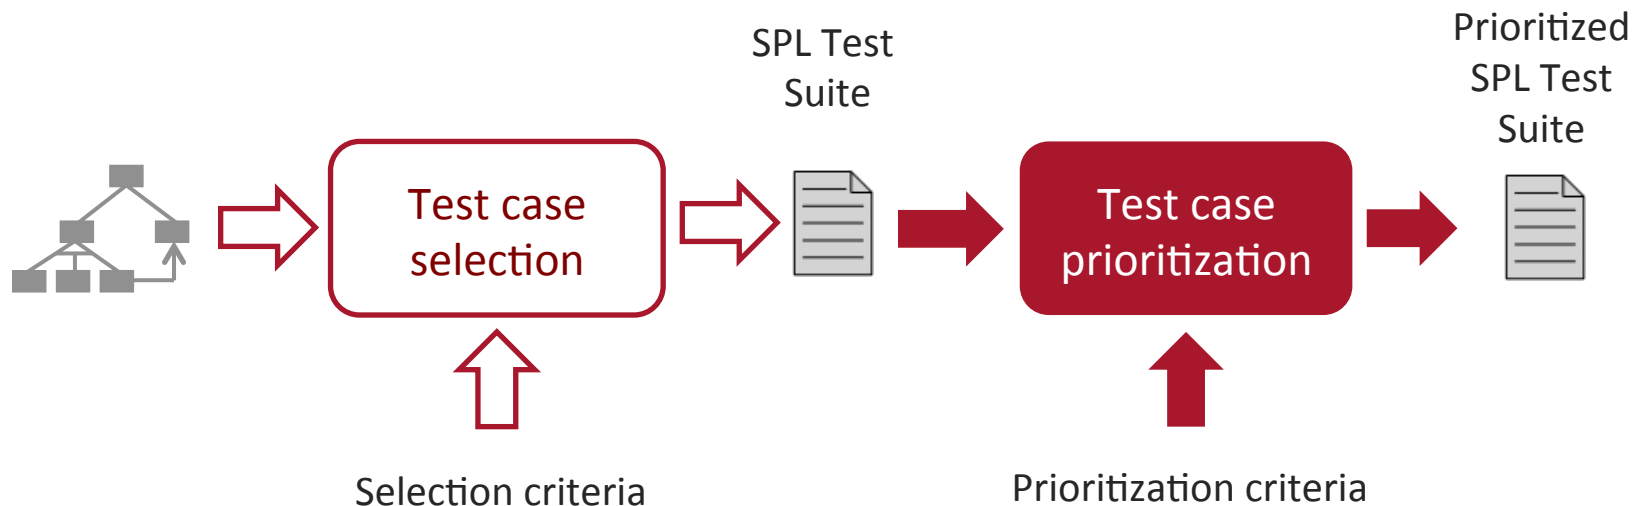 SPL Test
Suite
Prioritized
SPL Test
Suite
Test case
selection
Test case
prioritization
Selection criteria
Prioritization criteria